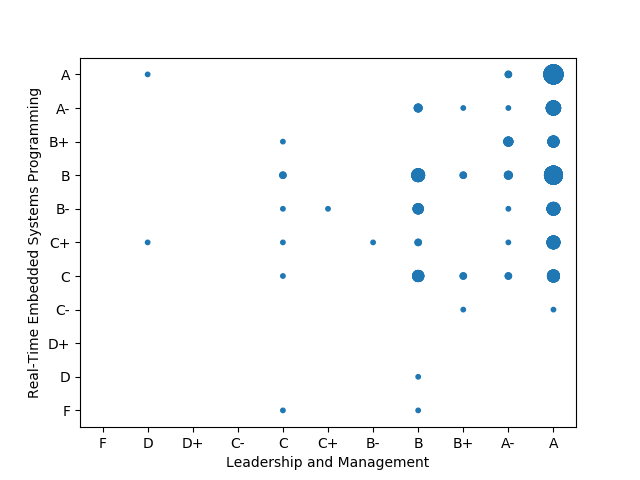 A
A-
B+
B
B-
C+
C
C-
D+
D
F
Real-Time Embedded Systems Programming
F D D+ C- C C+ B- B B+ A- A
Leadership and Management